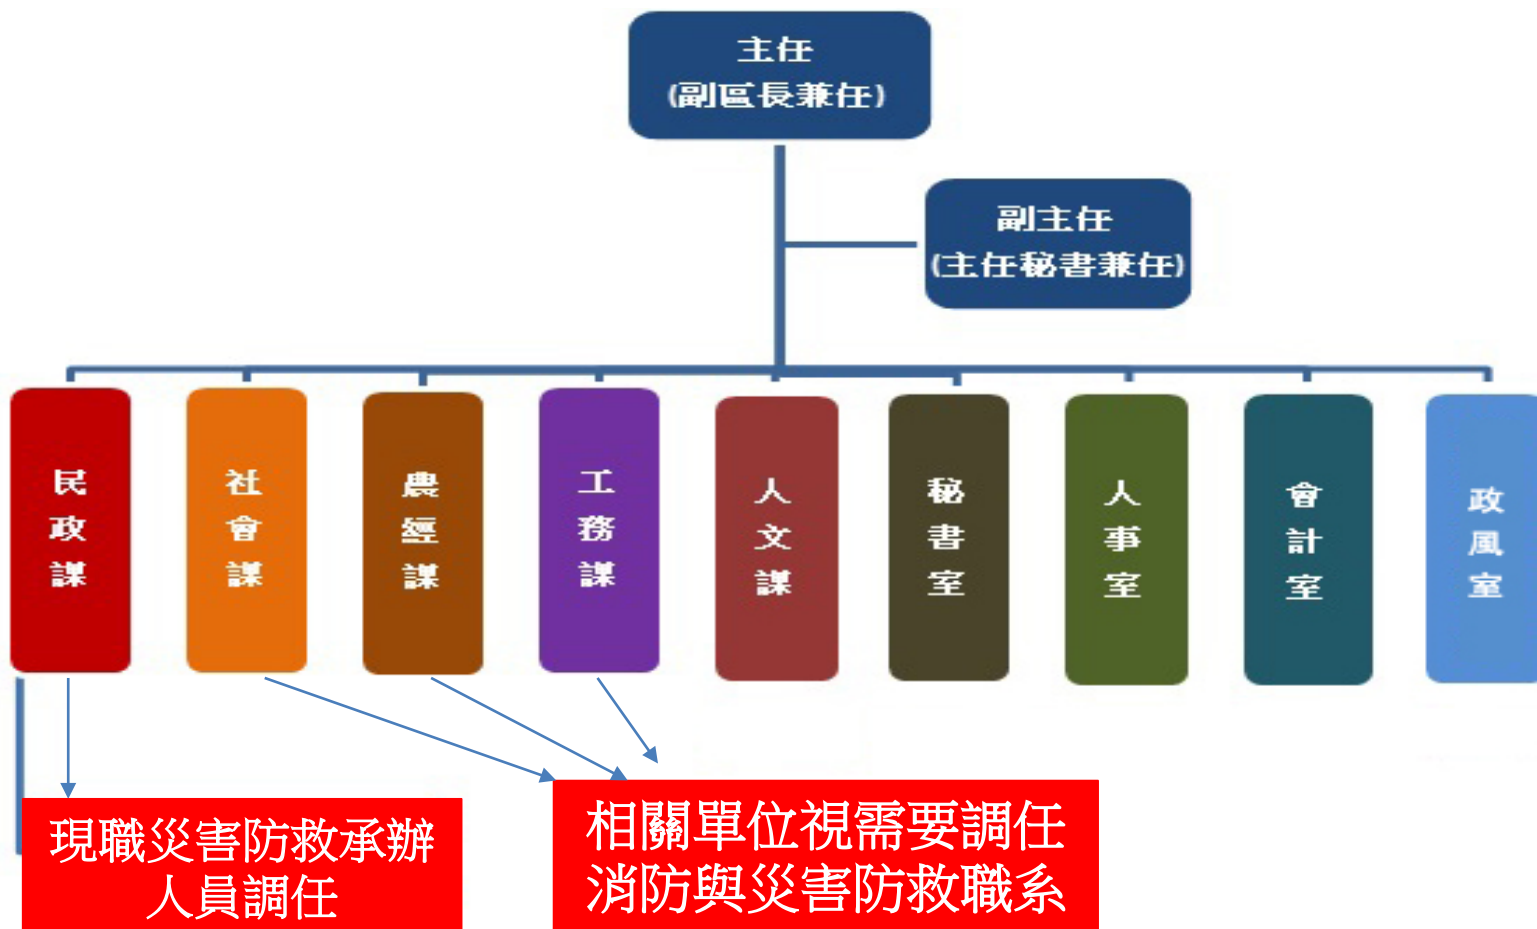 主任
(副區長兼任)
副主任
(主任秘書兼任)
民政課
社會課
農經課
工務課
人文課
秘書室
人事室
會計室
政風室
現職災害防救承辦
人員調任
相關單位視需要調任
消防與災害防救職系